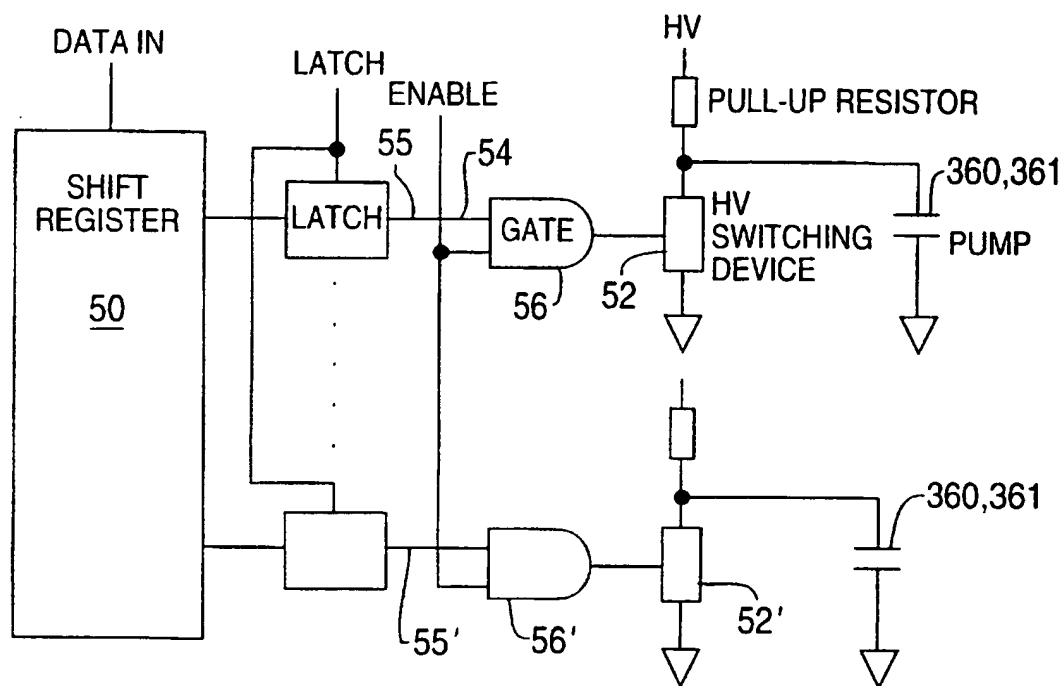 DATA IN
LATCH
ENABLE
HV
PULL-UP RESISTOR
SHIFT
REGISTER
50
LATCH
55
54
GATE
56
52
HV
SWITCHING
DEVICE
360,361
PUMP
55'
56'
52'
360,361